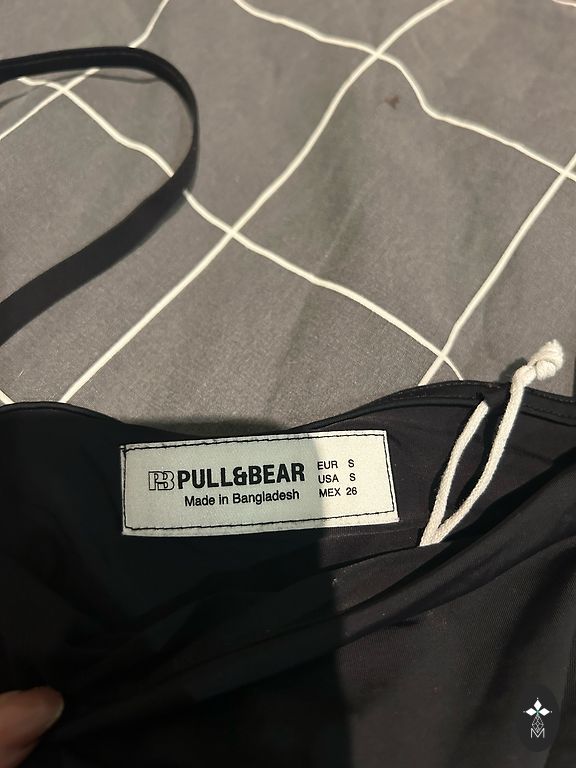 PB PULL&BEAR
Made in Bangladesh
EUR S
USA S
MEX 26
M